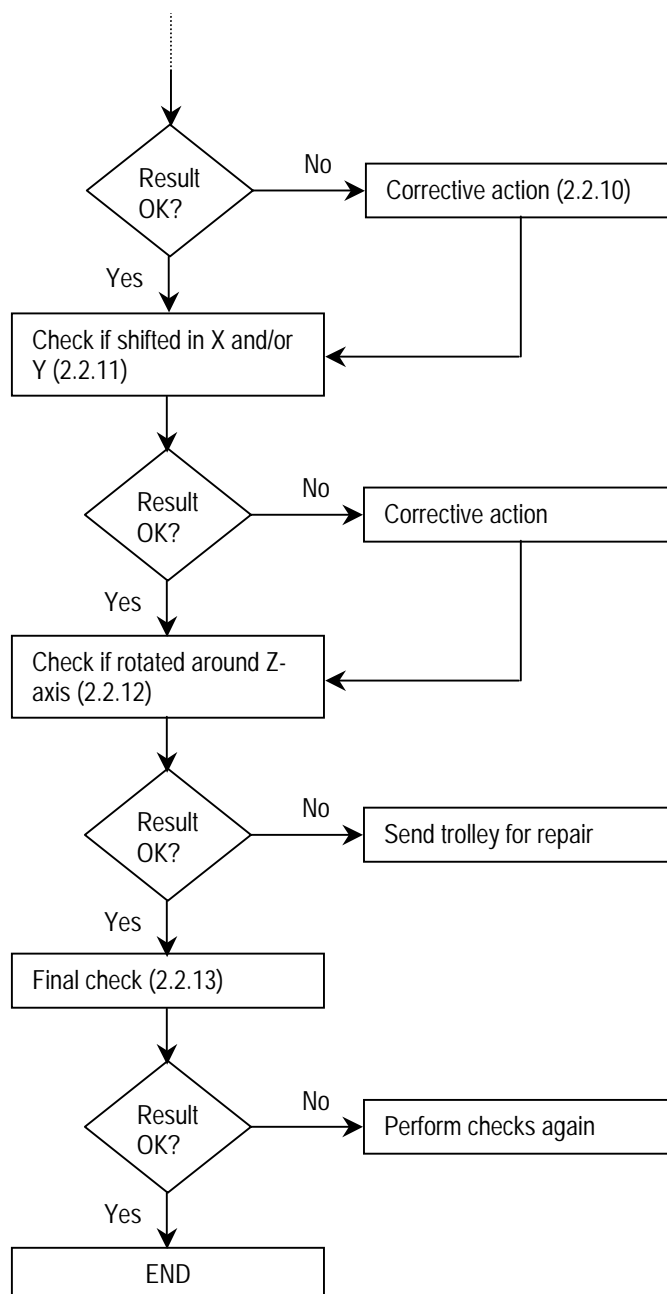 Result
OK?
No
Corrective action (2.2.10)
Yes
Check if shifted in X and/or
Y (2.2.11)
Result
OK?
No
Corrective action
Yes
Check if rotated around Z-
axis (2.2.12)
Result
OK?
No
Send trolley for repair
Yes
Final check (2.2.13)
Result
OK?
No
Perform checks again
Yes
END